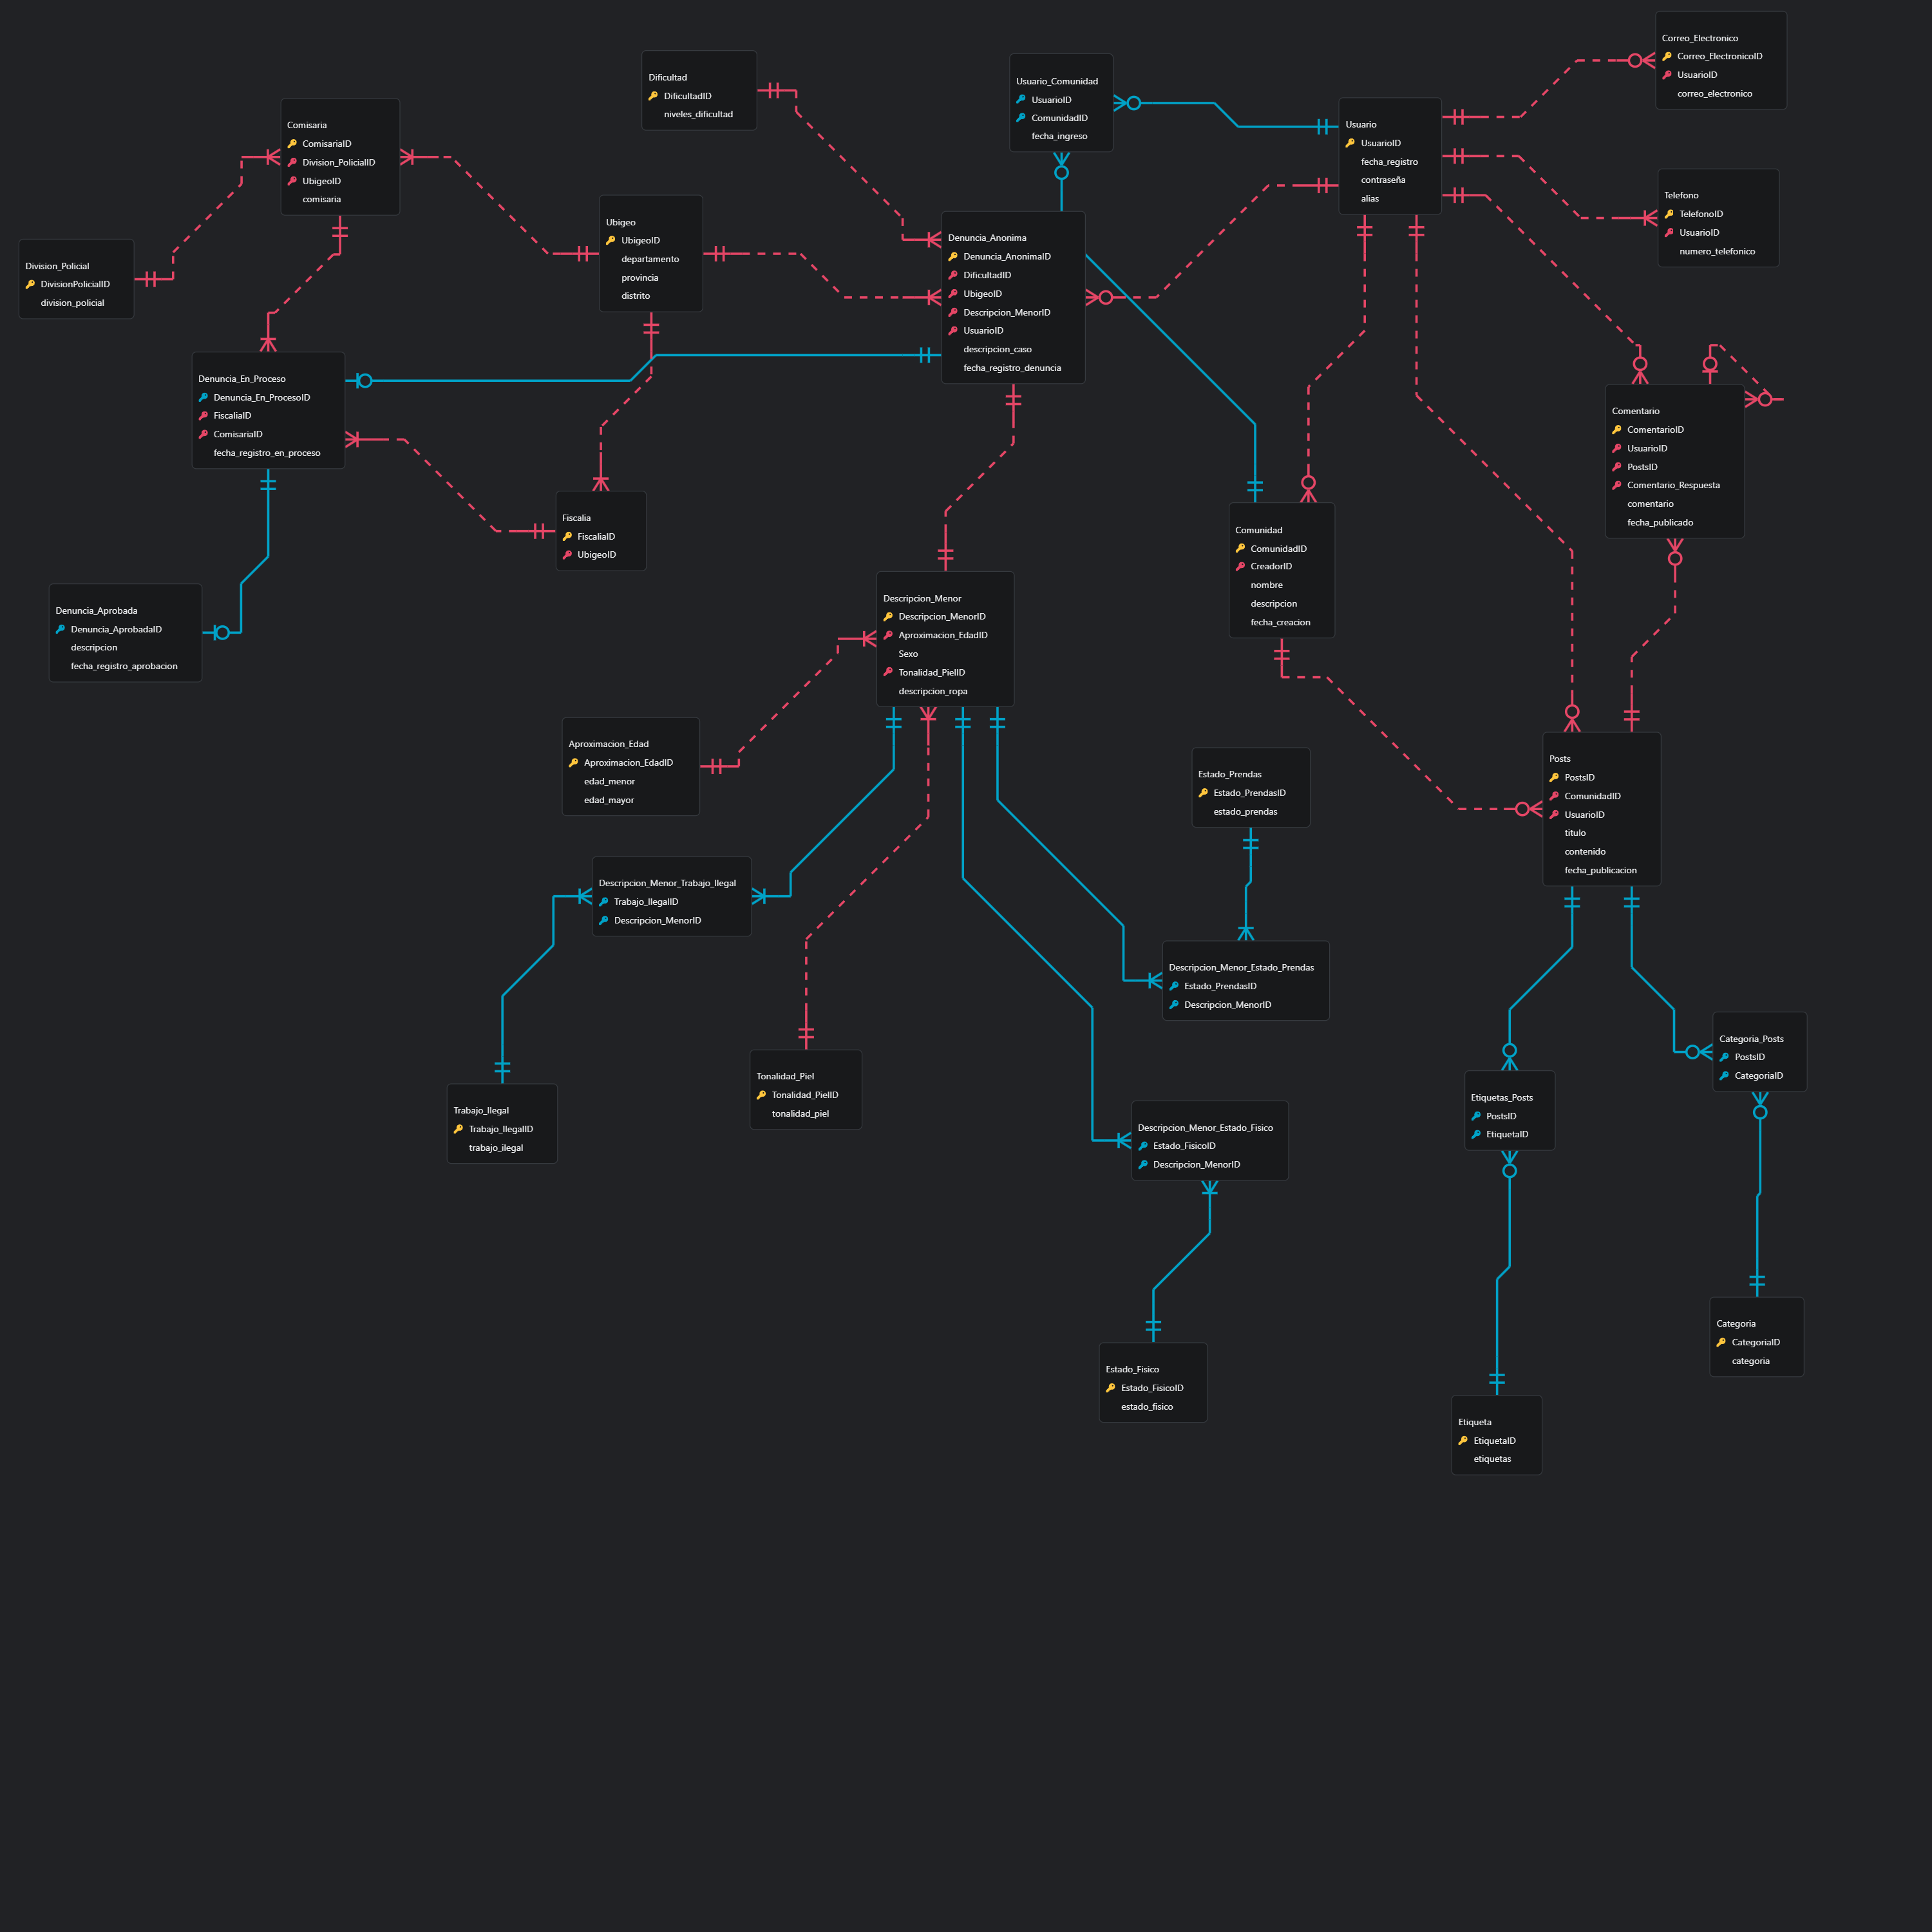 Correo_Electronico
Correo_ElectronicoID
UsuarioID
correo_electronico
Dificultad
DificultadID
niveles_dificultad
Usuario_Comunidad
UsuarioID
ComunidadID
fecha_ingreso
Comisaria
ComisariaID
Division_PolicialID
UbigeoID
comisaria
Usuario
UsuarioID
fecha_registro
contraseña
alias
Telefono
TelefonoID
UsuarioID
numero_telefonico
Ubigeo
UbigeoID
departamento
provincia
distrito
Denuncia_Anonima
Denuncia_AnonimaID
DificultadID
UbigeoID
Descripcion_MenorID
UsuarioID
descripcion_caso
fecha_registro_denuncia
Division_Policial
DivisionPolicialID
division_policial
Denuncia_En_Proceso
Denuncia_En_ProcesoID
FiscaliaID
ComisariaID
fecha_registro_en_proceso
Comentario
ComentarioID
UsuarioID
PostsID
Comentario_Respuesta
comentario
fecha_publicado
Fiscalia
FiscaliaID
UbigeoID
Comunidad
ComunidadID
CreadorID
nombre
descripcion
fecha_creacion
Denuncia_Aprobada
Denuncia_AprobadaID
descripcion
fecha_registro_aprobacion
Descripcion_Menor
Descripcion_MenorID
Aproximacion_EdadID
Sexo
Tonalidad_PielID
descripcion_ropa
Aproximacion_Edad
Aproximacion_EdadID
edad_menor
edad_mayor
Estado_Prendas
Estado_PrendasID
estado_prendas
Posts
PostsID
ComunidadID
UsuarioID
titulo
contenido
fecha_publicacion
Descripcion_Menor_Trabajo_Ilegal
Trabajo_IlegalID
Descripcion_MenorID
Descripcion_Menor_Estado_Prendas
Estado_PrendasID
Descripcion_MenorID
Categoria_Posts
PostsID
CategoriaID
Tonalidad_Piel
Tonalidad_PielID
tonalidad_piel
Etiquetas_Posts
PostsID
EtiquetaID
Trabajo_Ilegal
Trabajo_IlegalID
trabajo_ilegal
Descripcion_Menor_Estado_Fisico
Estado_FisicoID
Descripcion_MenorID
Categoria
CategoriaID
categoria
Estado_Fisico
Estado_FisicoID
estado_fisico
Etiqueta
EtiquetaID
etiquetas